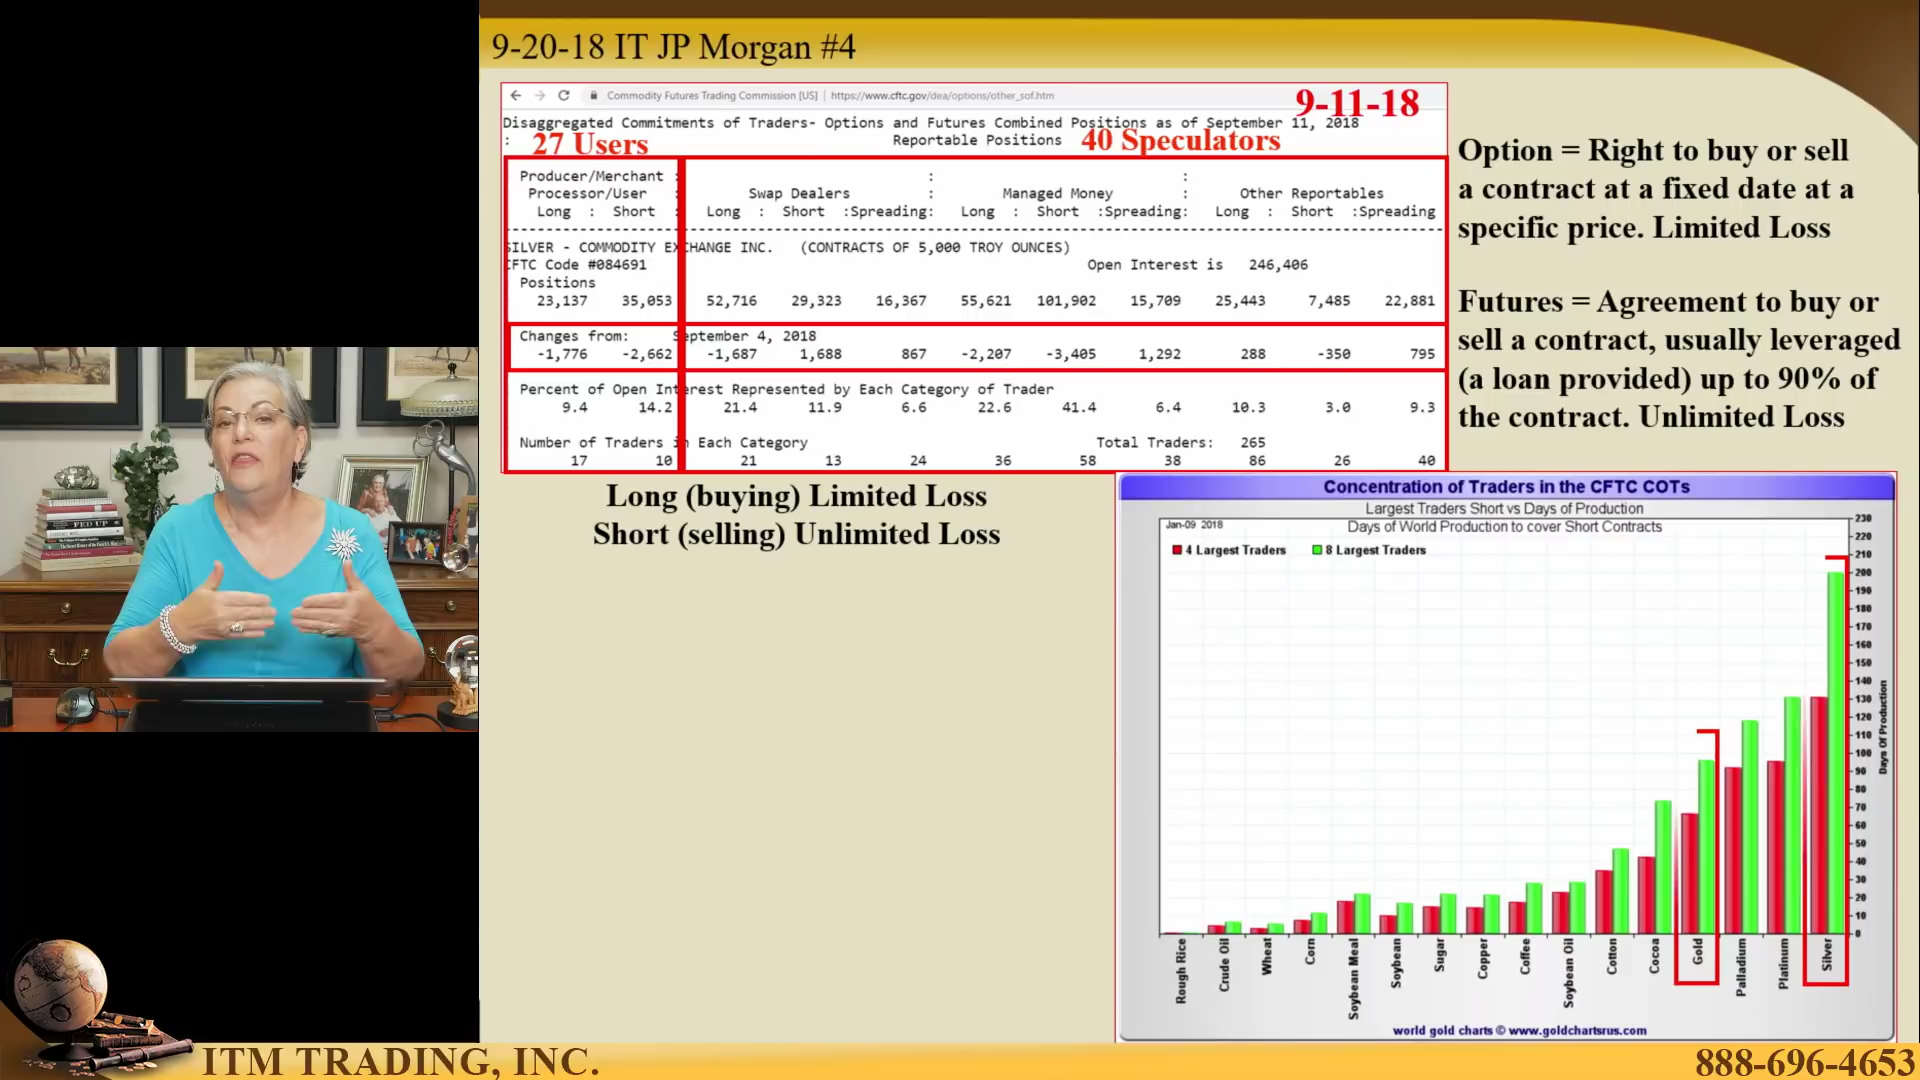 9-20-18 IT JP Morgan #4
Commodity Futures Trading Commission [US] | https://www.cftc.gov/dea/options/other_sof.htm
9-11-18
Disaggregated Commitments of Traders- Options and Futures Combined Positions as of September 11, 2018
: Reportable Positions
27 Users 40 Speculators
Producer/Merchant : : :
Processor/User Swap Dealers : Managed Money : Other Reportables
Long : Short : Long : Short :Spreading: Long : Short :Spreading: Long : Short :Spreading
SILVER - COMMODITY EXCHANGE INC. (CONTRACTS OF 5,000 TROY OUNCES)
CFTC Code #084691 Open Interest is 246,406
Positions
23,137 35,053 52,716 29,323 16,367 55,621 101,902 15,709 25,443 7,485 22,881
Changes from: September 4, 2018
-1,776 -2,662 -1,687 1,688 867 -2,207 -3,405 1,292 288 -350 795
Percent of Open Interest Represented by Each Category of Trader
9.4 14.2 21.4 11.9 6.6 22.6 41.4 6.4 10.3 3.0 9.3
Number of Traders in Each Category Total Traders: 265
17 10 21 13 24 36 58 38 86 26 40
Option = Right to buy or sell
a contract at a fixed date at a
specific price. Limited Loss
Futures = Agreement to buy or
sell a contract, usually leveraged
(a loan provided) up to 90% of
the contract. Unlimited Loss
Long (buying) Limited Loss
Short (selling) Unlimited Loss
Concentration of Traders in the CFTC COTs
Largest Traders Short vs Days of Production
Jan-09 2018
Days of World Production to cover Short Contracts
4 Largest Traders
8 Largest Traders
230
220
210
200
190
180
170
160
150
140
130
120
110
100
90
80
70
60
50
40
30
20
10
0
Days Of Production
Rough Rice
Crude Oil
Wheat
Corn
Soybean Meal
Soybean
Sugar
Copper
Coffee
Soybean Oil
Cotton
Cocoa
Gold
Palladium
Platinum
Silver
world gold charts © www.goldchartsrus.com
FED UP
ITM TRADING, INC.
888-696-4653